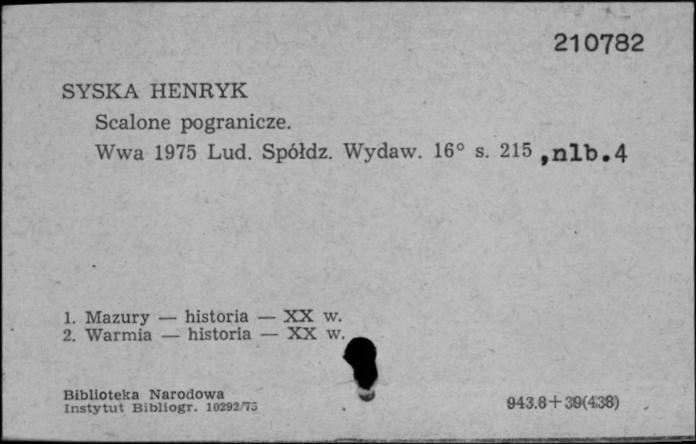 210782
SYSKA HENRYK
Scalone pogranicze.
Wwa 1975 Lud. Spółdz. Wydaw. 16° s. 215 ,nlb.4
1. Mazury — historia — XX w.
2. Warmia — historia — XX w.
Biblioteka Narodowa
Instytut Bibliogr. 10292/75
943.8+39(438)